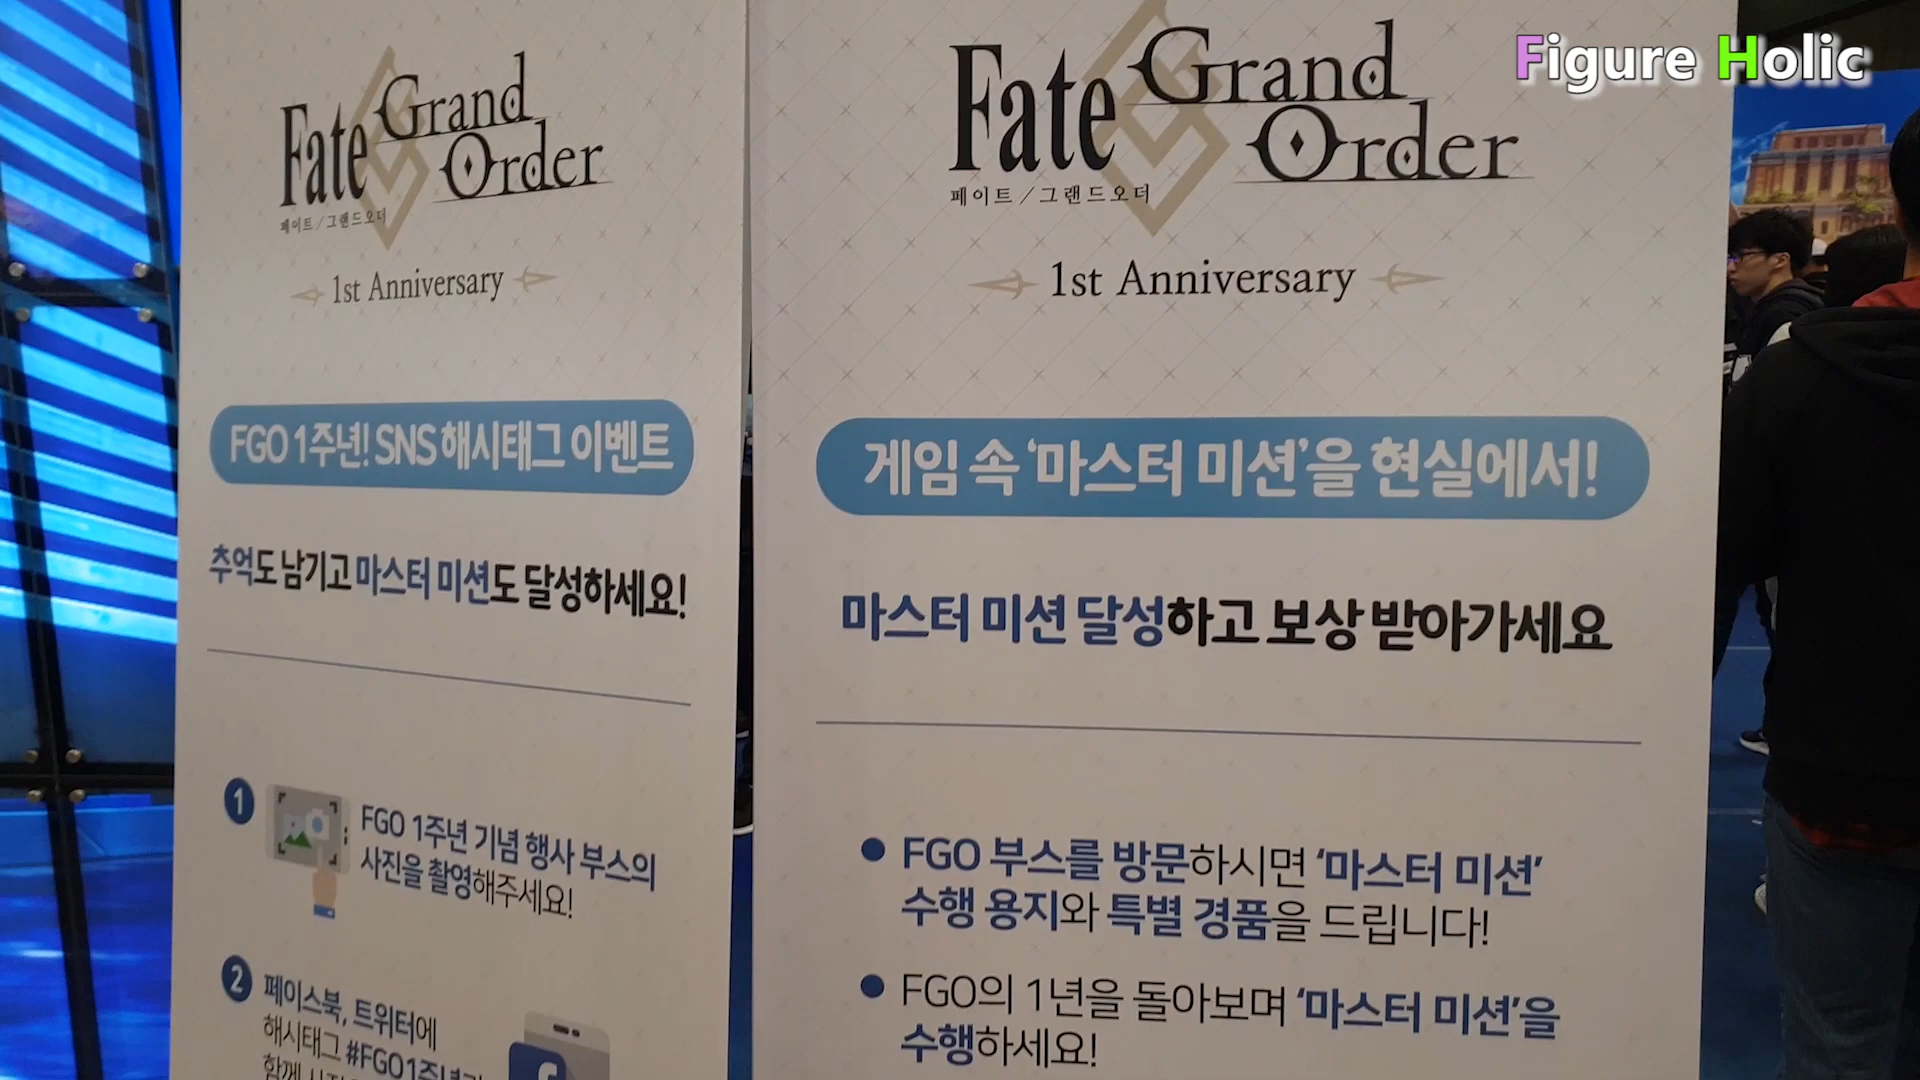 Figure Holic
Fate Grand Order
페이트/그랜드오더
1st Anniversary
FGO 1주년! SNS 해시태그 이벤트
추억도 남기고 마스터 미션도 달성하세요!
1
FGO 1주년 기념 행사 부스의
사진을 촬영해주세요!
2
페이스북, 트위터에
해시태그 #FGO1주년
함께
Fate Grand Order
페이트/그랜드오더
1st Anniversary
게임 속 ‘마스터 미션’을 현실에서!
마스터 미션 달성하고 보상 받아가세요
● FGO 부스를 방문하시면 ‘마스터 미션’
수행 용지와 특별 경품을 드립니다!
● FGO의 1년을 돌아보며 ‘마스터 미션’을
수행하세요!